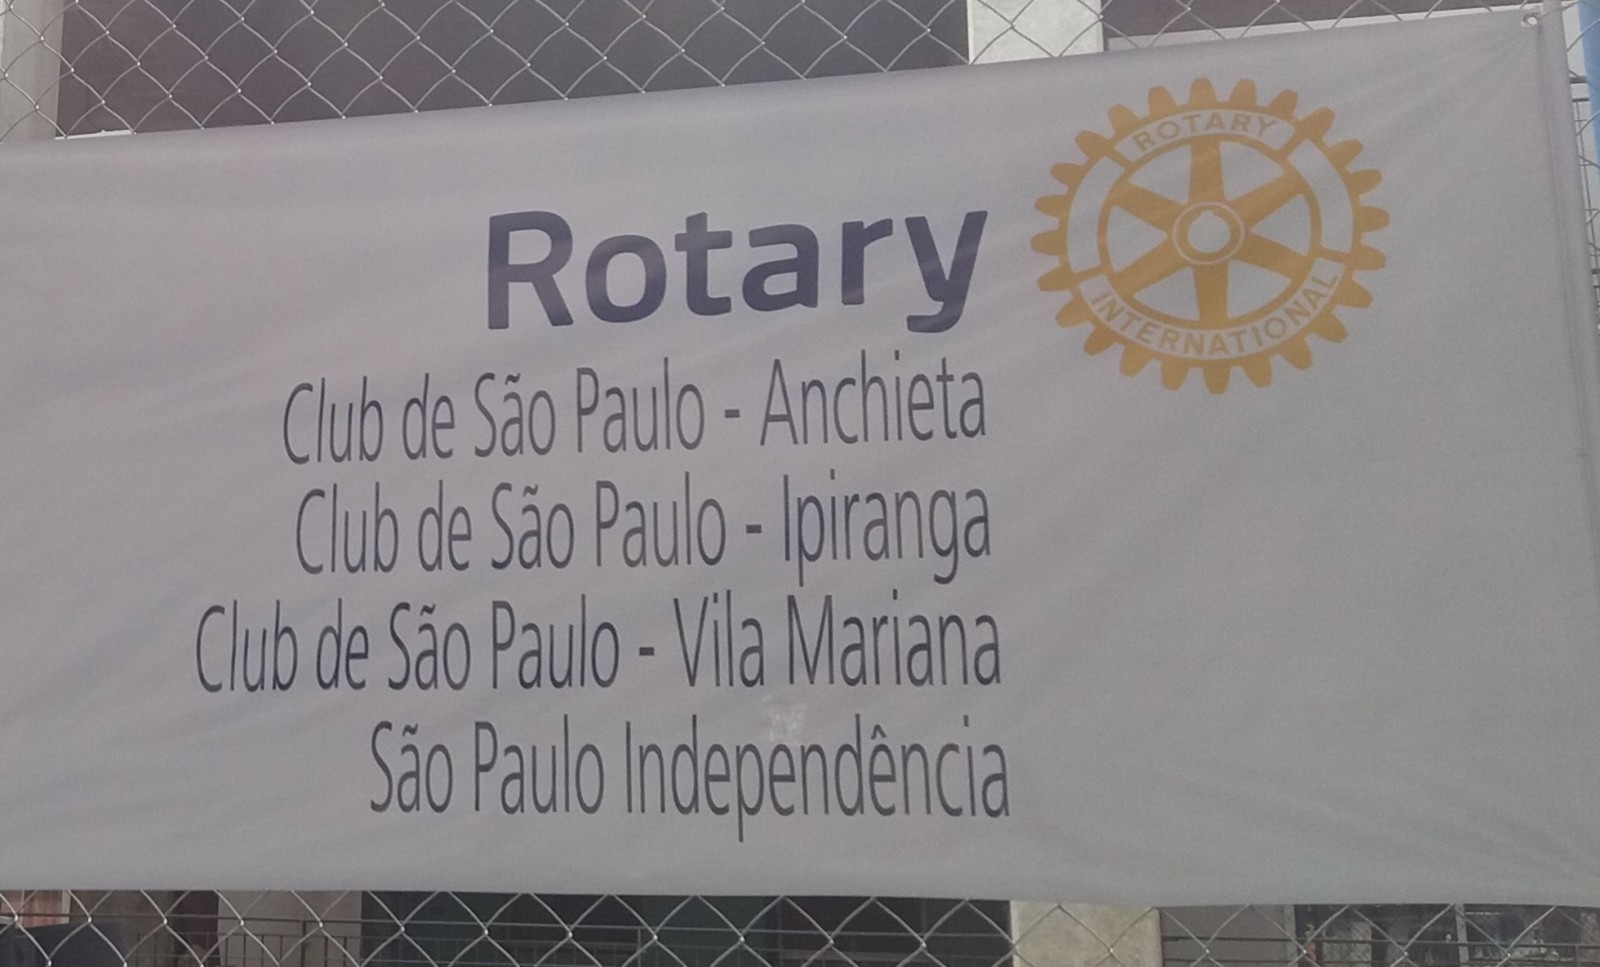 Rotary
ROTARY
INTERNATIONAL
Club de São Paulo - Anchieta
Club de São Paulo - Ipiranga
Club de São Paulo - Vila Mariana
São Paulo Independência